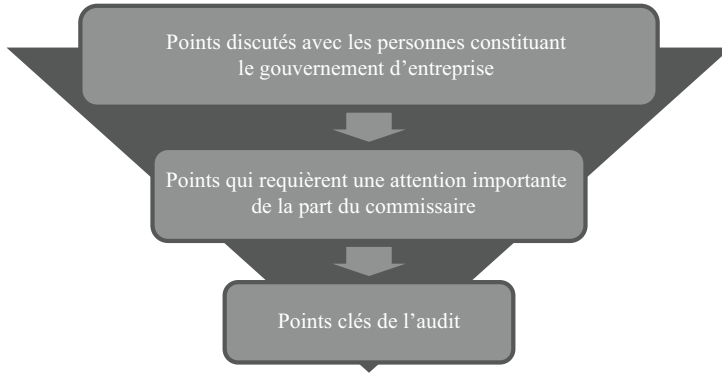 Points discutés avec les personnes constituant
le gouvernement d’entreprise
Points qui requièrent une attention importante
de la part du commissaire
Points clés de l’audit